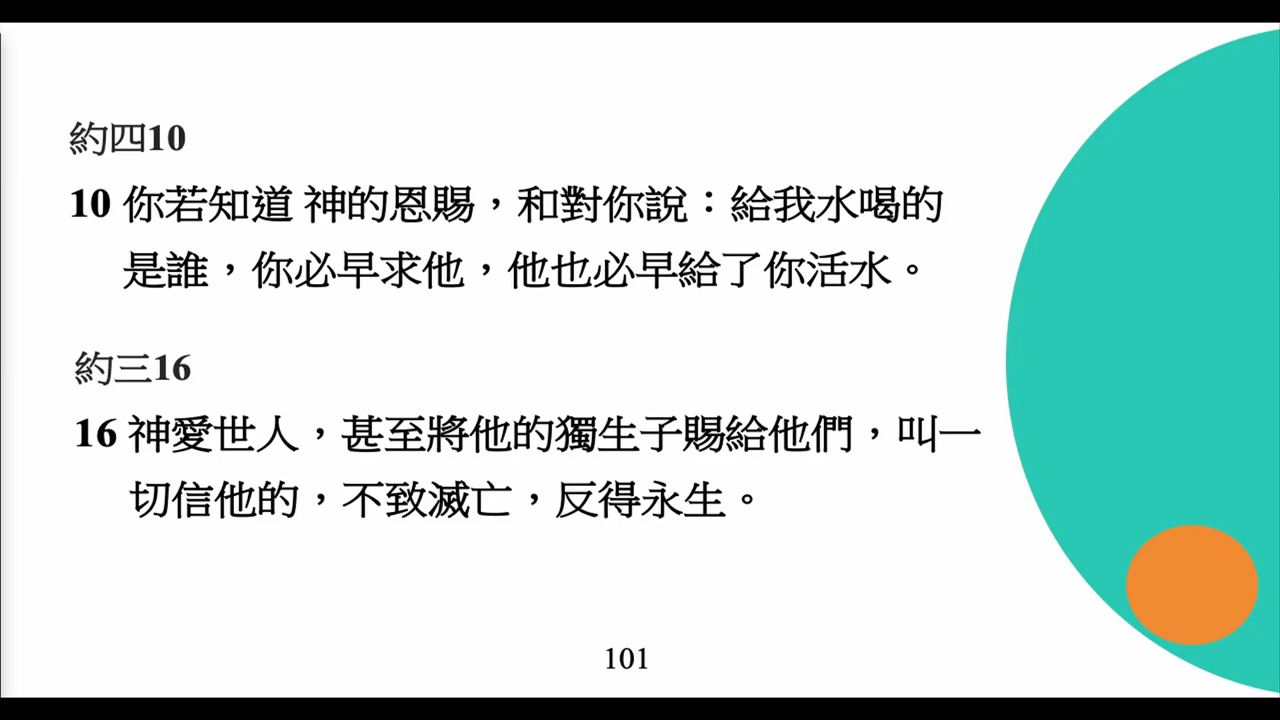 約四10
10 你若知道 神的恩賜，和對你說：給我水喝的
是誰，你必早求他，他也必早給了你活水。
約三16
16 神愛世人，甚至將他的獨生子賜給他們，叫一
切信他的，不致滅亡，反得永生。
101